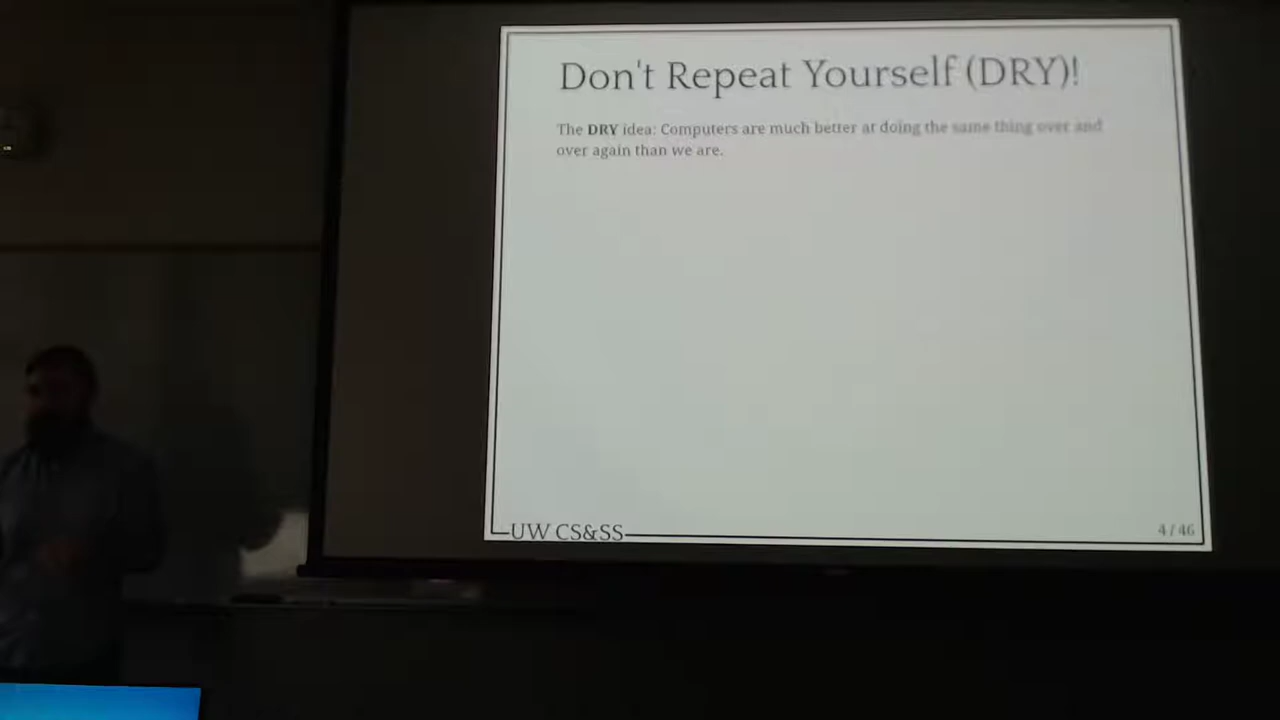 Don't Repeat Yourself (DRY)!
The DRY idea: Computers are much better at doing the same thing over and
over again than we are.
UW CS&SS
4 / 46